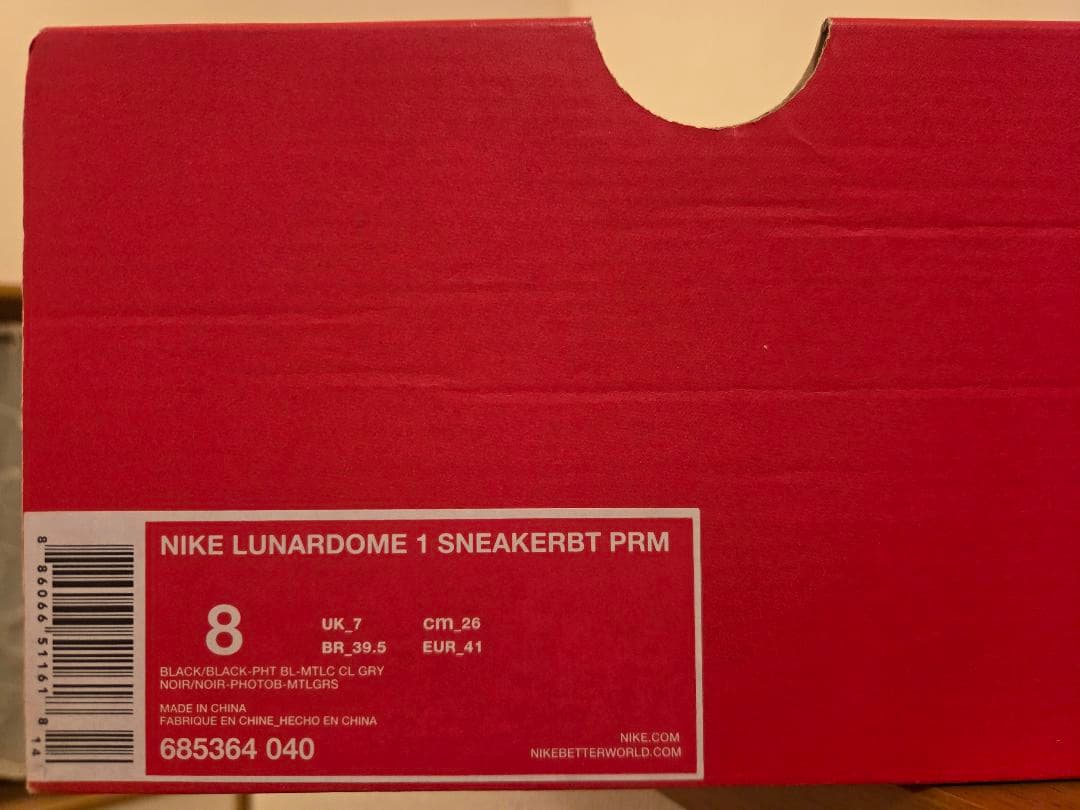 NIKE LUNARDOME 1 SNEAKERBT PRM
8
UK_7 cm_26
BR_39.5 EUR_41
BLACK/BLACK-PHT BL-MTLC CL GRY
NOIR/NOIR-PHOTOB-MTLGRS
MADE IN CHINA
FABRIQUE EN CHINE_HECHO EN CHINA
685364 040
NIKE.COM
NIKEBETTERWORLD.COM
8 86066 51161 8 14